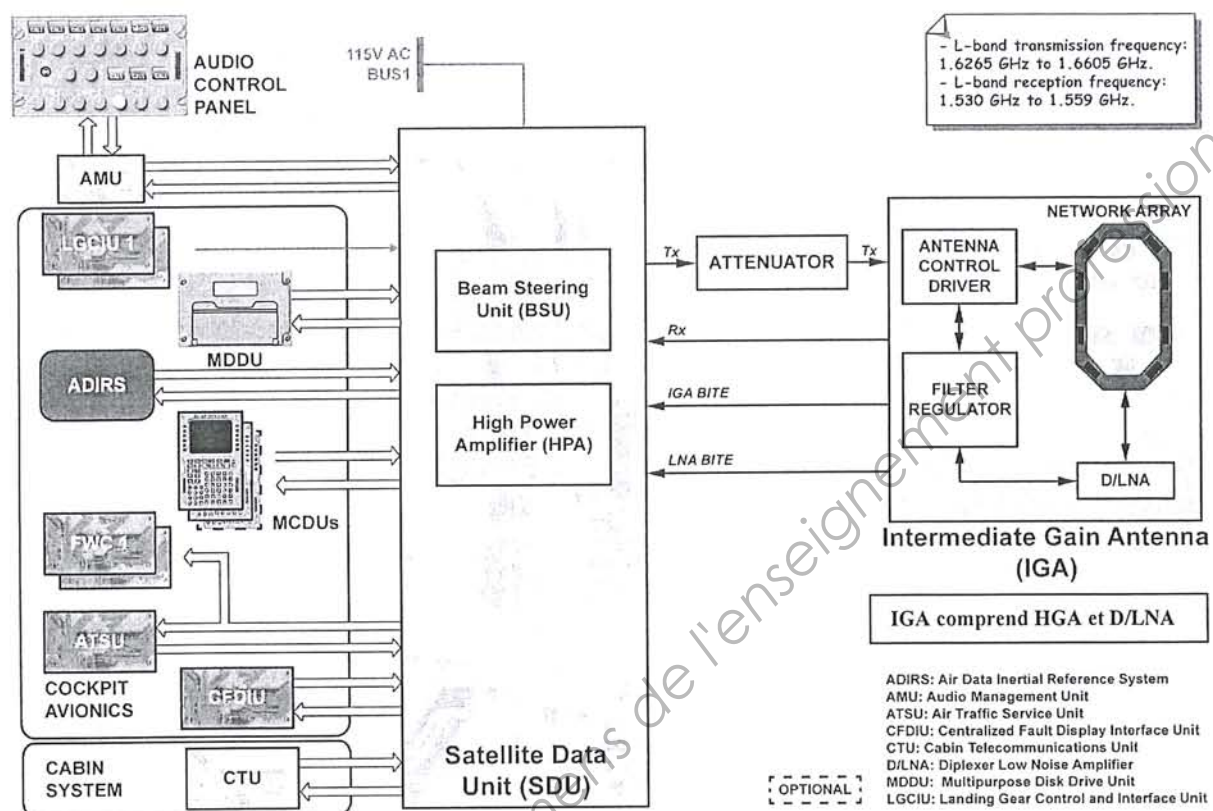 AUDIO
CONTROL
PANEL
115V AC
BUS1
- L-band transmission frequency:
1.6265 GHz to 1.6605 GHz.
- L-band reception frequency:
1.530 GHz to 1.559 GHz.
AMU
LGCIU 1
MDDU
ADIRS
MCDUs
FWC 1
ATSU
COCKPIT
AVIONICS
CFDIU
CABIN
SYSTEM
CTU
Beam Steering
Unit (BSU)
High Power
Amplifier (HPA)
Satellite Data
Unit (SDU)
Tx
ATTENUATOR
Tx
Rx
IGA BITE
LNA BITE
NETWORK ARRAY
ANTENNA
CONTROL
DRIVER
FILTER
REGULATOR
D/LNA
Intermediate Gain Antenna
(IGA)
IGA comprend HGA et D/LNA
OPTIONAL
ADIRS: Air Data Inertial Reference System
AMU: Audio Management Unit
ATSU: Air Traffic Service Unit
CFDIU: Centralized Fault Display Interface Unit
CTU: Cabin Telecommunications Unit
D/LNA: Diplexer Low Noise Amplifier
MDDU: Multipurpose Disk Drive Unit
LGCIU: Landing Gear Control and Interface Unit
mens de l'enseignement profession